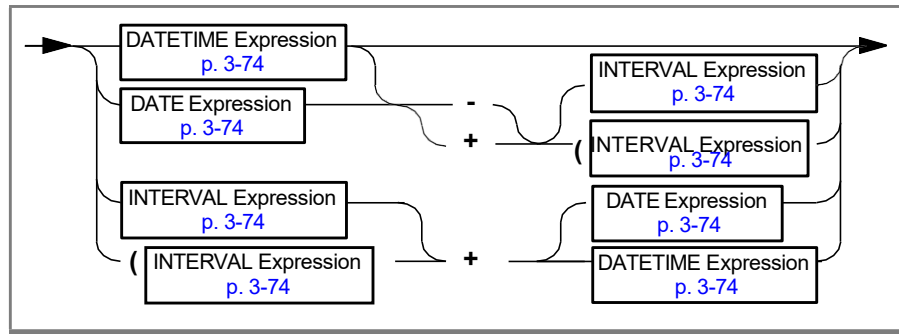 DATETIME Expression
p. 3-74
DATE Expression
p. 3-74
-
+
INTERVAL Expression
p. 3-74
( INTERVAL Expression
p. 3-74
INTERVAL Expression
p. 3-74
( INTERVAL Expression
p. 3-74
+
DATE Expression
p. 3-74
DATETIME Expression
p. 3-74